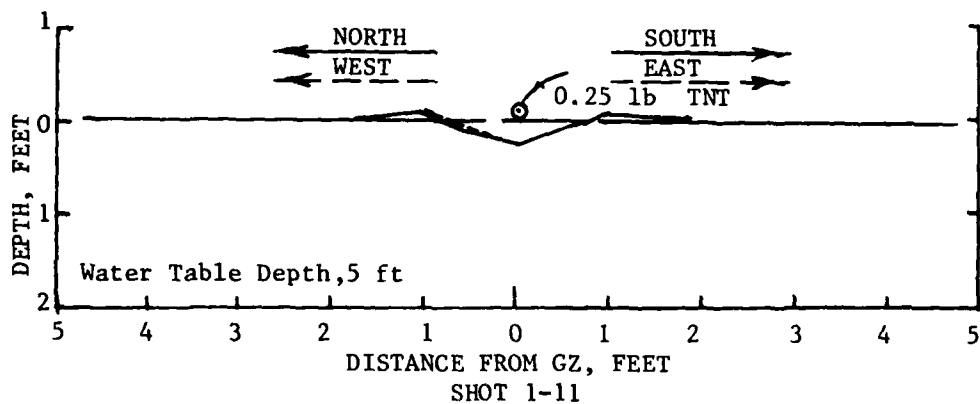 1
NORTH SOUTH
WEST EAST
0.25 lb TNT
0
DEPTH, FEET
1
Water Table Depth,5 ft
2
5 4 3 2 1 0 1 2 3 4 5
DISTANCE FROM GZ, FEET
SHOT 1-11